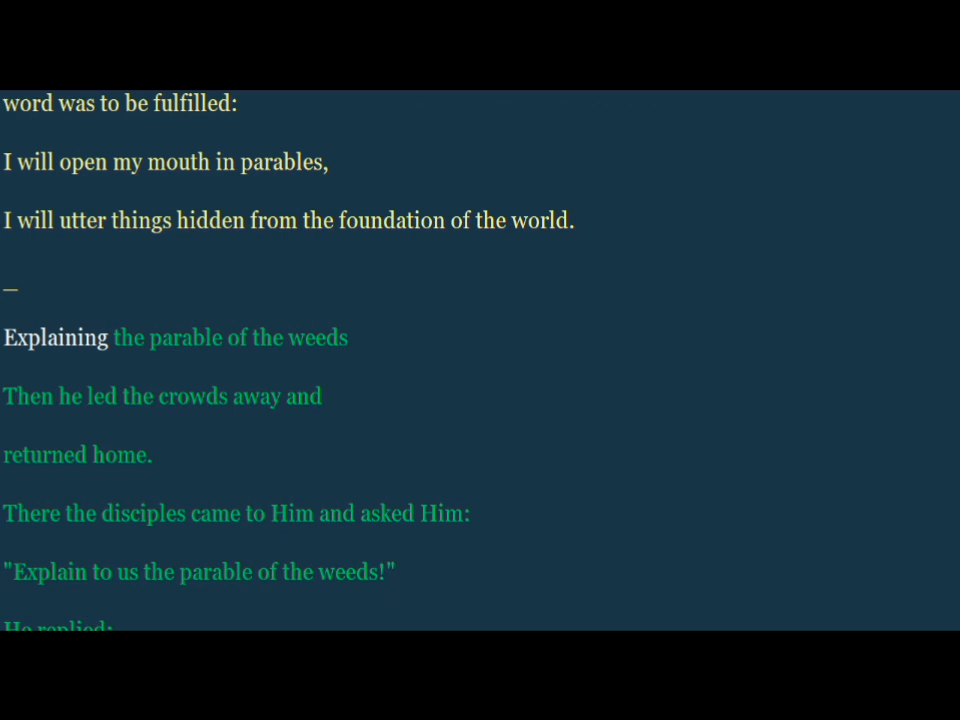 word was to be fulfilled:
I will open my mouth in parables,
I will utter things hidden from the foundation of the world.
_
Explaining the parable of the weeds
Then he led the crowds away and
returned home.
There the disciples came to Him and asked Him:
"Explain to us the parable of the weeds!"
He replied: